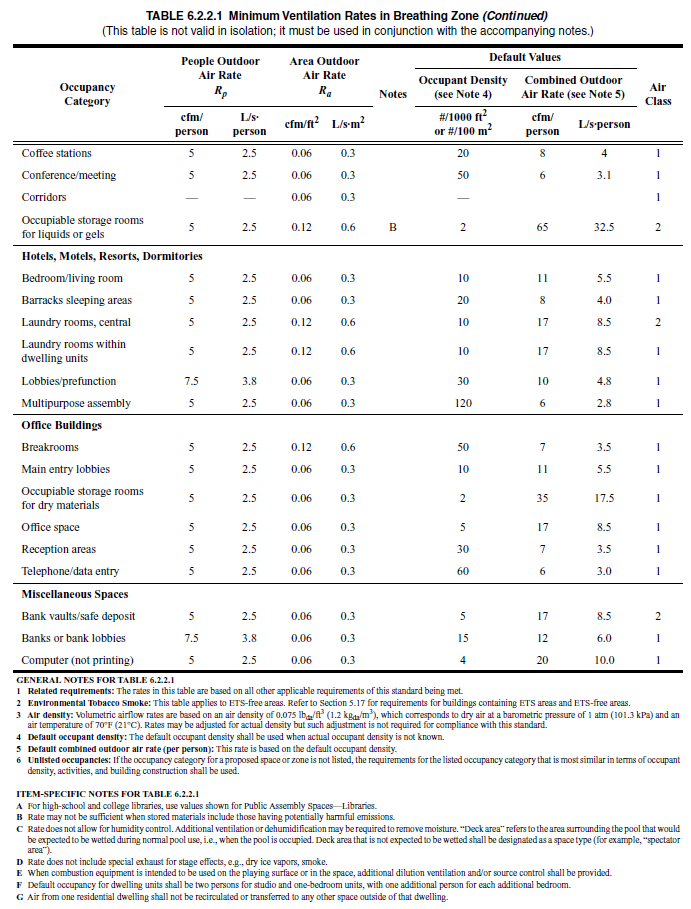 TABLE 6.2.2.1 Minimum Ventilation Rates in Breathing Zone (Continued)
(This table is not valid in isolation; it must be used in conjunction with the accompanying notes.)
Occupancy Category | People Outdoor Air Rate Rp | Area Outdoor Air Rate Ra | Notes | Default Values | Air Class
Occupant Density (see Note 4) | Combined Outdoor Air Rate (see Note 5)
cfm/person | L/s·person | cfm/ft² | L/s·m² | #/1000 ft² or #/100 m² | cfm/person | L/s·person
Coffee stations 5 2.5 0.06 0.3 20 8 4 1
Conference/meeting 5 2.5 0.06 0.3 50 6 3.1 1
Corridors — — 0.06 0.3 — 1
Occupiable storage rooms
for liquids or gels 5 2.5 0.12 0.6 B 2 65 32.5 2
Hotels, Motels, Resorts, Dormitories
Bedroom/living room 5 2.5 0.06 0.3 10 11 5.5 1
Barracks sleeping areas 5 2.5 0.06 0.3 20 8 4.0 1
Laundry rooms, central 5 2.5 0.12 0.6 10 17 8.5 2
Laundry rooms within
dwelling units 5 2.5 0.12 0.6 10 17 8.5 1
Lobbies/prefunction 7.5 3.8 0.06 0.3 30 10 4.8 1
Multipurpose assembly 5 2.5 0.06 0.3 120 6 2.8 1
Office Buildings
Breakrooms 5 2.5 0.12 0.6 50 7 3.5 1
Main entry lobbies 5 2.5 0.06 0.3 10 11 5.5 1
Occupiable storage rooms
for dry materials 5 2.5 0.06 0.3 2 35 17.5 1
Office space 5 2.5 0.06 0.3 5 17 8.5 1
Reception areas 5 2.5 0.06 0.3 30 7 3.5 1
Telephone/data entry 5 2.5 0.06 0.3 60 6 3.0 1
Miscellaneous Spaces
Bank vaults/safe deposit 5 2.5 0.06 0.3 5 17 8.5 2
Banks or bank lobbies 7.5 3.8 0.06 0.3 15 12 6.0 1
Computer (not printing) 5 2.5 0.06 0.3 4 20 10.0 1
GENERAL NOTES FOR TABLE 6.2.2.1
1 Related requirements: The rates in this table are based on all other applicable requirements of this standard being met.
2 Environmental Tobacco Smoke: This table applies to ETS-free areas. Refer to Section 5.17 for requirements for buildings containing ETS areas and ETS-free areas.
3 Air density: Volumetric airflow rates are based on an air density of 0.075 lbda/ft³ (1.2 kgda/m³), which corresponds to dry air at a barometric pressure of 1 atm (101.3 kPa) and an
air temperature of 70°F (21°C). Rates may be adjusted for actual density but such adjustment is not required for compliance with this standard.
4 Default occupant density: The default occupant density shall be used when actual occupant density is not known.
5 Default combined outdoor air rate (per person): This rate is based on the default occupant density.
6 Unlisted occupancies: If the occupancy category for a proposed space or zone is not listed, the requirements for the listed occupancy category that is most similar in terms of occupant
density, activities, and building construction shall be used.
ITEM-SPECIFIC NOTES FOR TABLE 6.2.2.1
A For high-school and college libraries, use values shown for Public Assembly Spaces—Libraries.
B Rate may not be sufficient when stored materials include those having potentially harmful emissions.
C Rate does not allow for humidity control. Additional ventilation or dehumidification may be required to remove moisture. “Deck area” refers to the area surrounding the pool that would
be expected to be wetted during normal pool use, i.e., when the pool is occupied. Deck area that is not expected to be wetted shall be designated as a space type (for example, “spectator
area”).
D Rate does not include special exhaust for stage effects, e.g., dry ice vapors, smoke.
E When combustion equipment is intended to be used on the playing surface or in the space, additional dilution ventilation and/or source control shall be provided.
F Default occupancy for dwelling units shall be two persons for studio and one-bedroom units, with one additional person for each additional bedroom.
G Air from one residential dwelling shall not be recirculated or transferred to any other space outside of that dwelling.